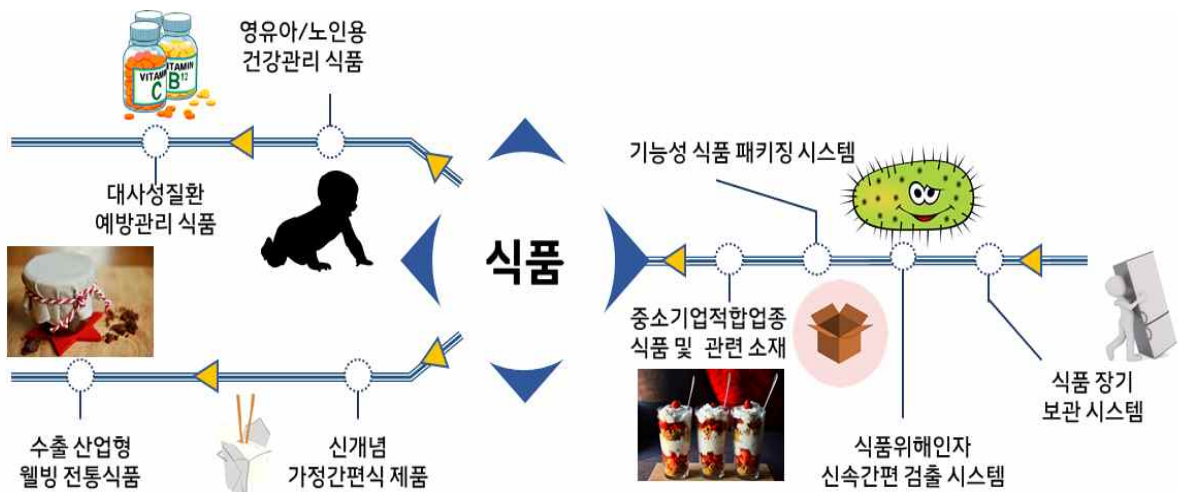 영유아/노인용
건강관리 식품
VITAMIN
C
VITAMIN
B12
대사성질환
예방관리 식품
식품
기능성 식품 패키징 시스템
중소기업적합업종
식품 및 관련 소재
식품 장기
보관 시스템
식품위해인자
신속간편 검출 시스템
수출 산업형
웰빙 전통식품
신개념
가정간편식 제품